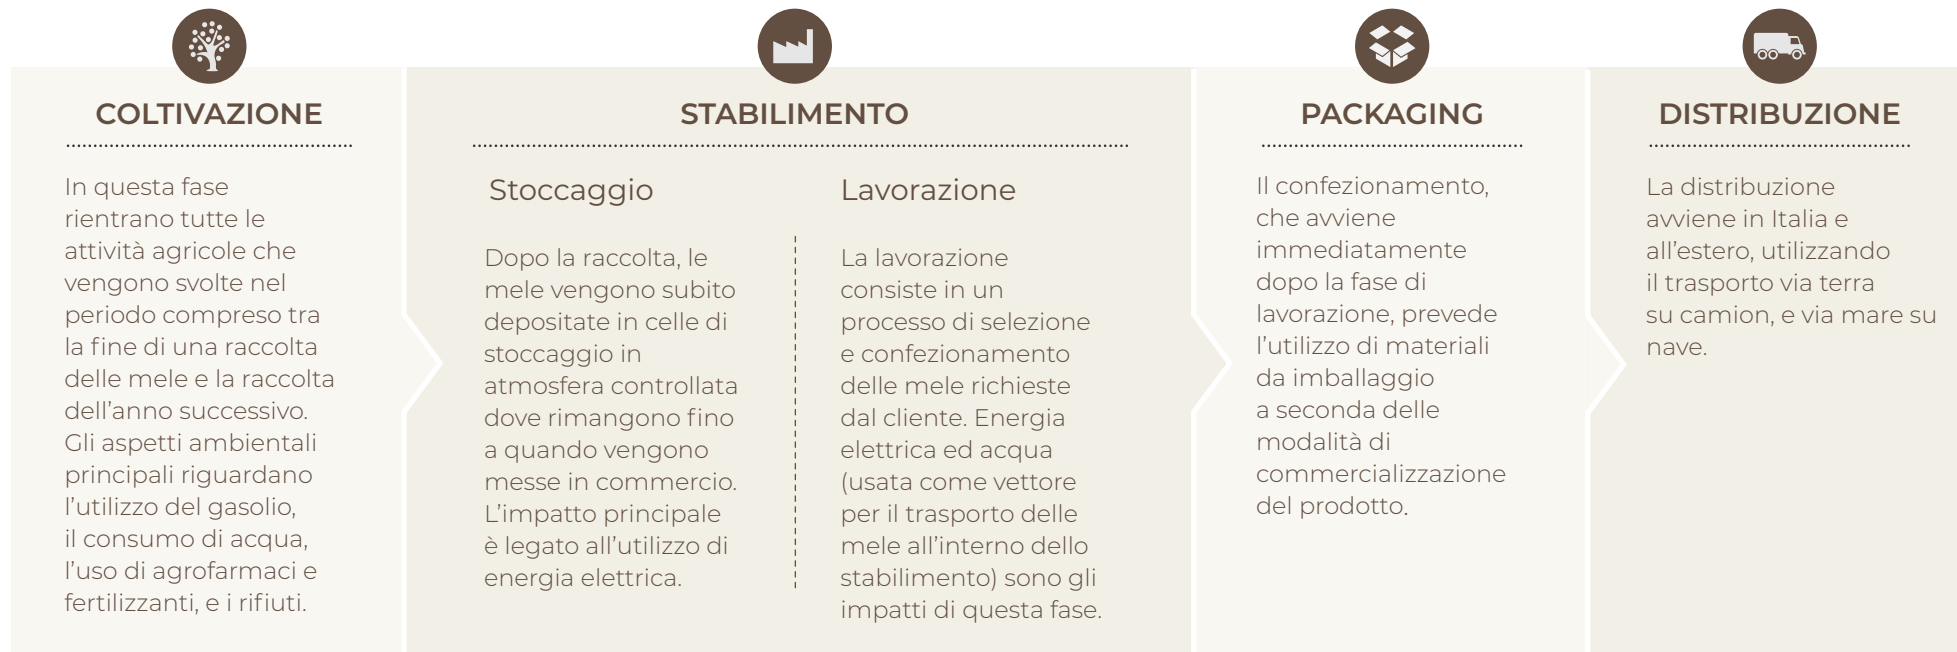 COLTIVAZIONE
In questa fase
rientrano tutte le
attività agricole che
vengono svolte nel
periodo compreso tra
la fine di una raccolta
delle mele e la raccolta
dell’anno successivo.
Gli aspetti ambientali
principali riguardano
l’utilizzo del gasolio,
il consumo di acqua,
l’uso di agrofarmaci e
fertilizzanti, e i rifiuti.
STABILIMENTO
Stoccaggio
Dopo la raccolta, le
mele vengono subito
depositate in celle di
stoccaggio in
atmosfera controllata
dove rimangono fino
a quando vengono
messe in commercio.
L’impatto principale
è legato all’utilizzo di
energia elettrica.
Lavorazione
La lavorazione
consiste in un
processo di selezione
e confezionamento
delle mele richieste
dal cliente. Energia
elettrica ed acqua
(usata come vettore
per il trasporto delle
mele all’interno dello
stabilimento) sono gli
impatti di questa fase.
PACKAGING
Il confezionamento,
che avviene
immediatamente
dopo la fase di
lavorazione, prevede
l’utilizzo di materiali
da imballaggio
a seconda delle
modalità di
commercializzazione
del prodotto.
DISTRIBUZIONE
La distribuzione
avviene in Italia e
all’estero, utilizzando
il trasporto via terra
su camion, e via mare su
nave.